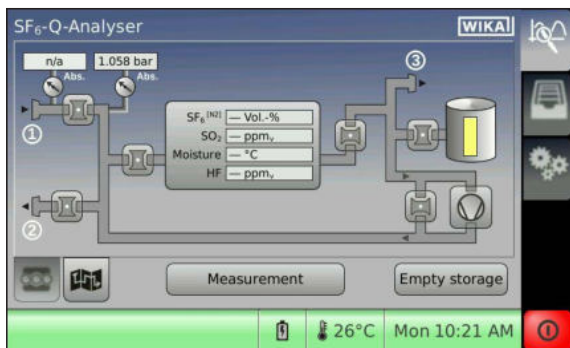 SF₆-Q-Analyser
WIKA
n/a
1.058 bar
Abs.
Abs.
①
②
③
SF₆ [N2] — Vol.-%
SO₂ — ppmᵥ
Moisture — °C
HF — ppmᵥ
Measurement
Empty storage
26°C
Mon 10:21 AM